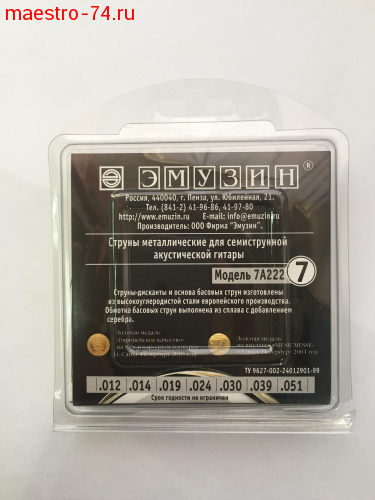 maestro-74.ru
ЭМУЗИН®
Россия, 440040, г. Пенза, ул. Юбилейная, 21.
Тел. (841-2) 41-96-86, 41-97-80
http://www.emuzin.ru E-mail: info@emuzin.ru
Производитель: ООО Фирма "Эмузин".
Струны металлические для семиструнной
акустической гитары
Модель 7А222 7
Струны-дисканты и основа басовых струн изготовлены
из высокоуглеродистой стали европейского производства.
Обмотка басовых струн выполнена из сплава с добавлением
серебра.
Золотая медаль
«Европейское качество»
Золотая медаль
ТУ 9627-002-24012901-99
.012 .014 .019 .024 .030 .039 .051
Срок годности не ограничен